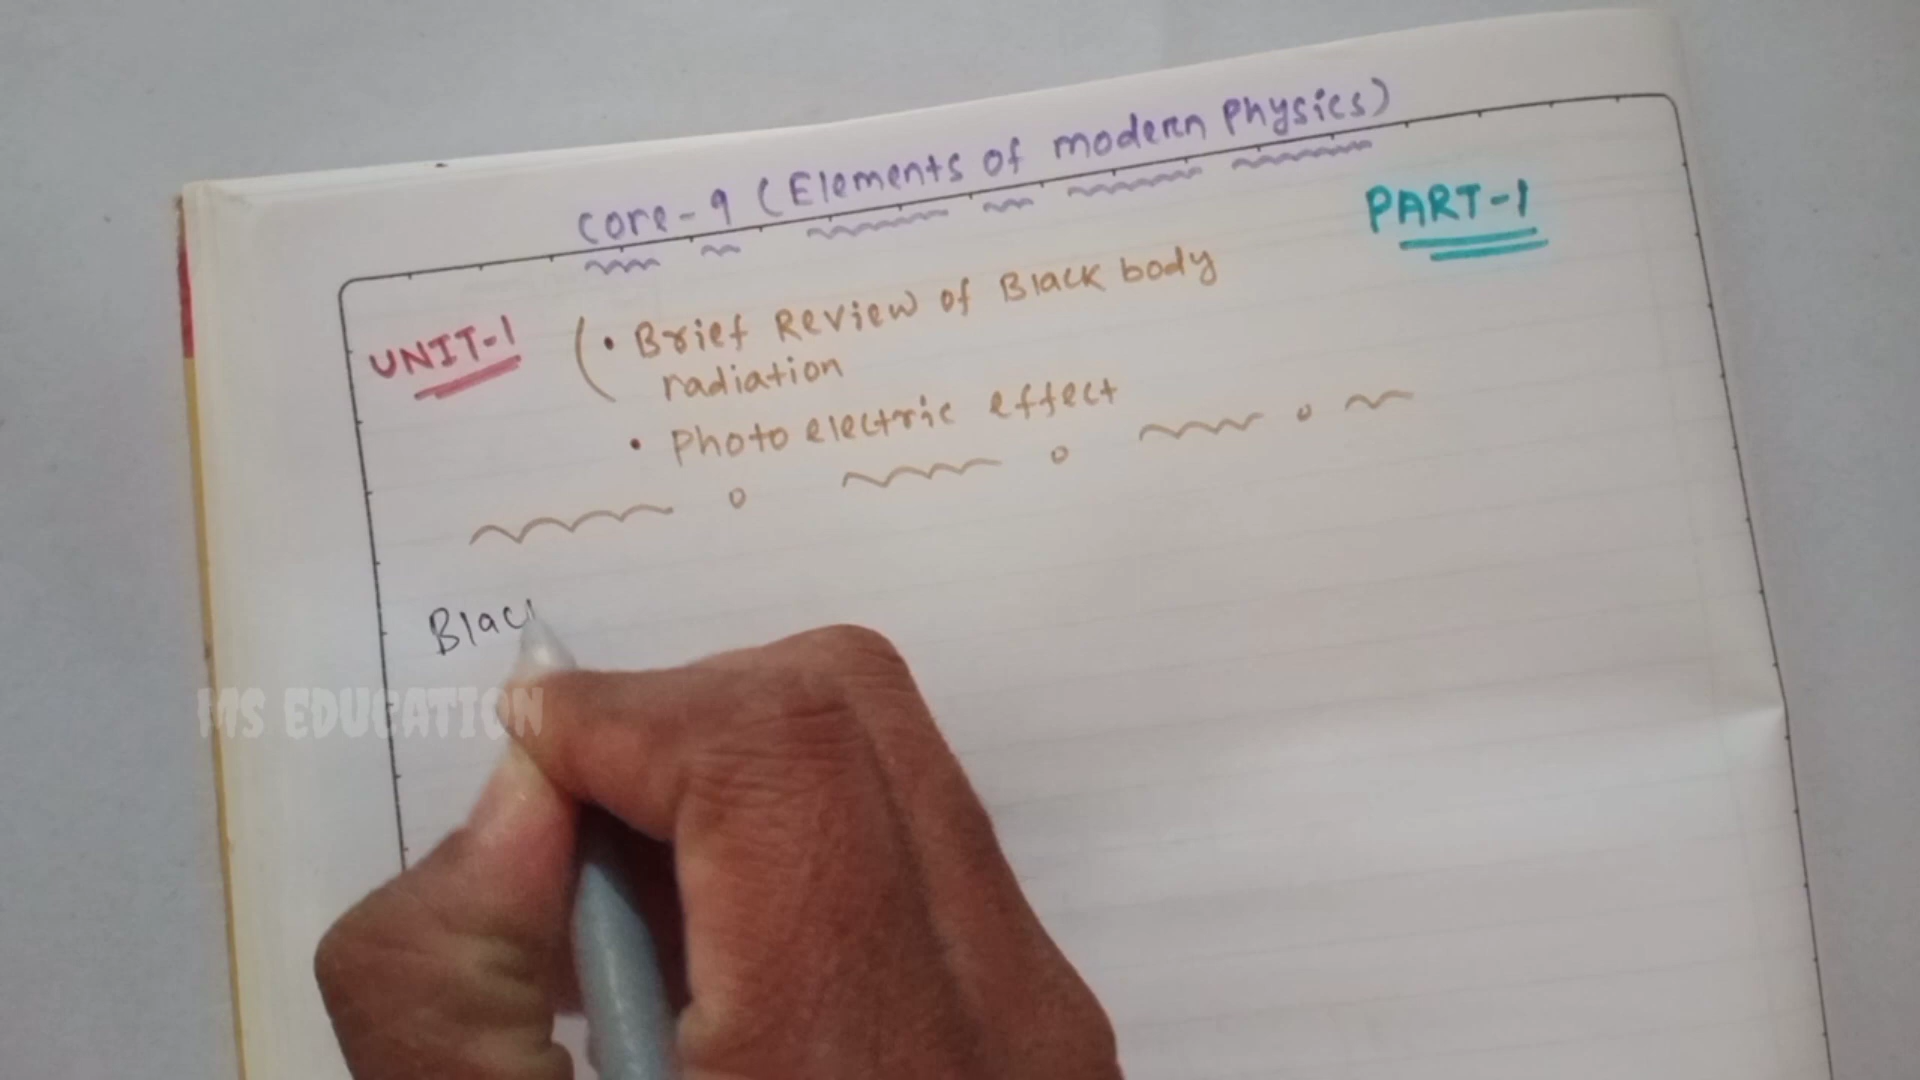 core-9 (Elements of modern Physics)
PART-1
UNIT-1
(• Brief Review of Black body
radiation
• Photo electric effect
Blac
MS EDUCATION